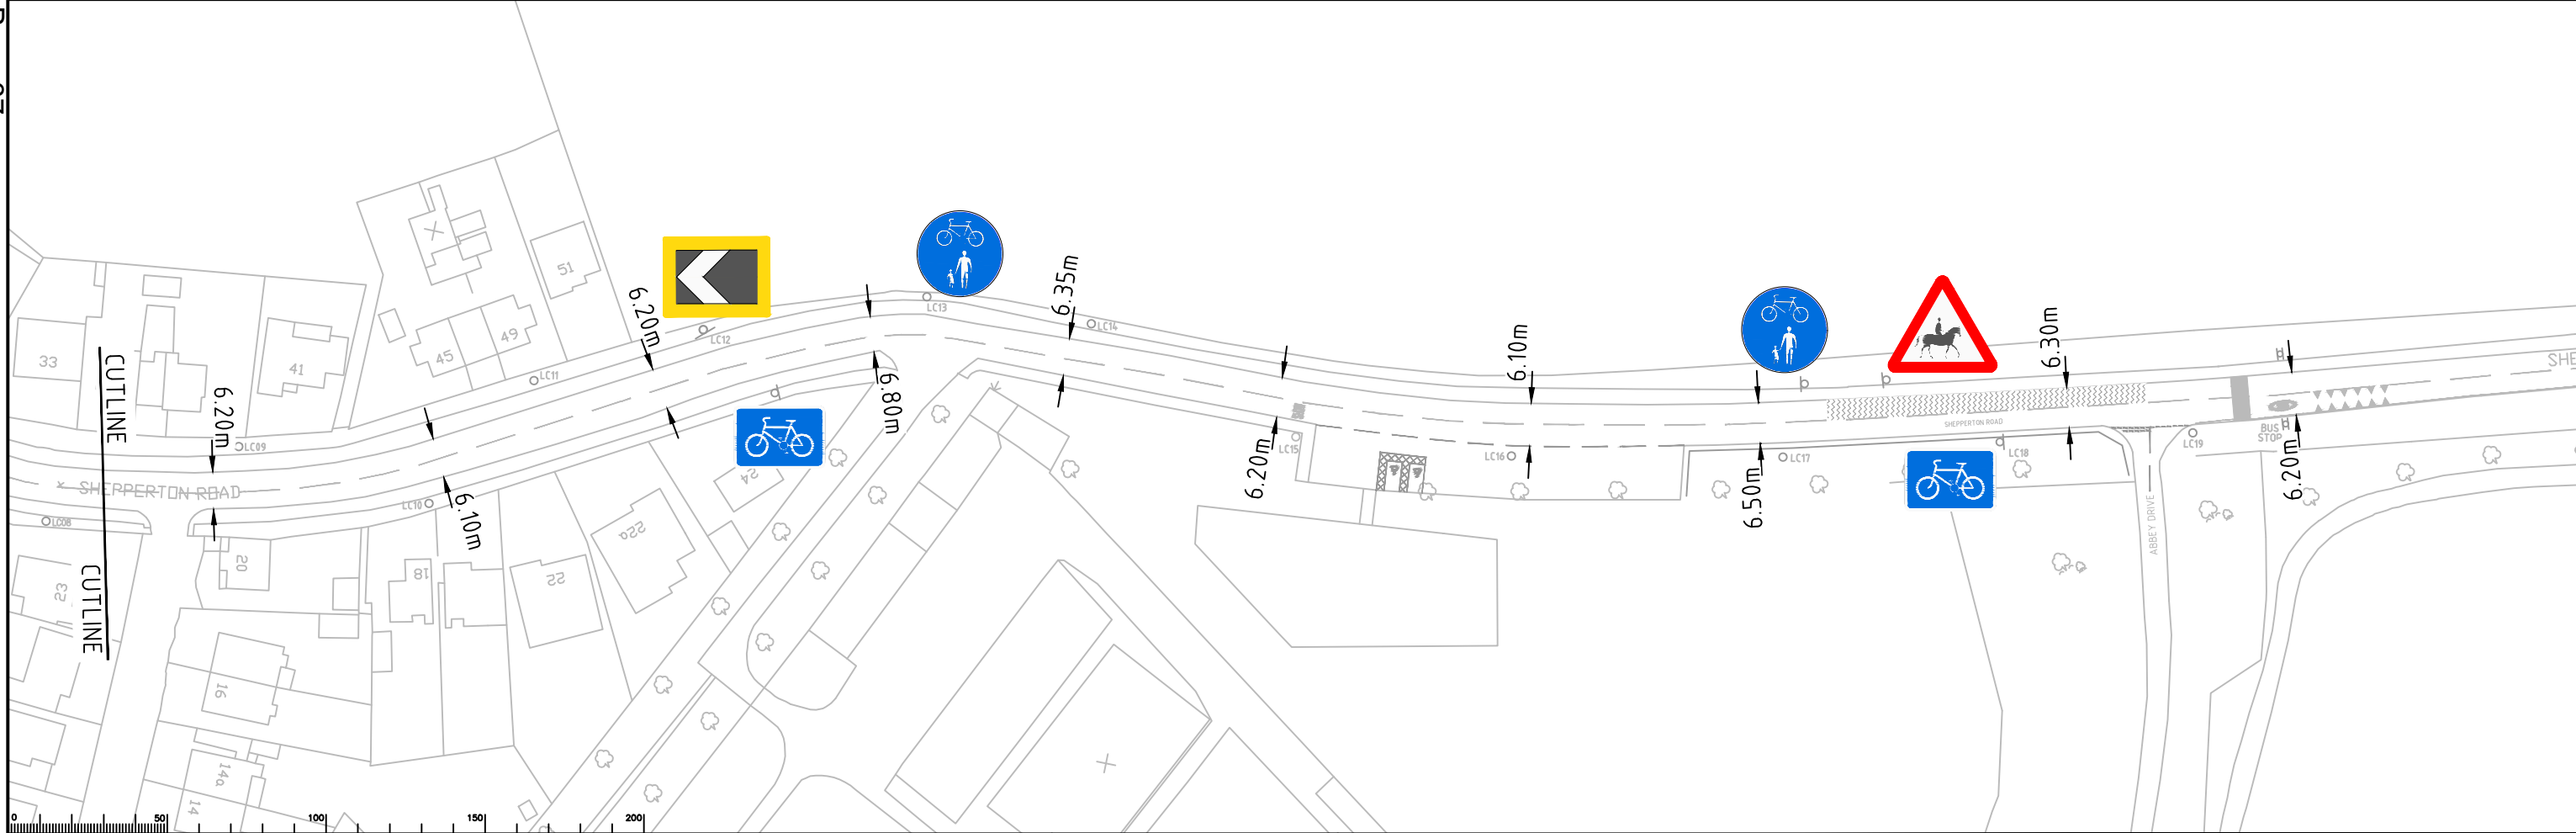 33
41
45
49
51
CUTLINE
CUTLINE
6.20m
LC09
SHEPPERTON ROAD
LC08
LC10
6.10m
LC11
6.20m
LC12
LC13
6.80m
6.35m
LC14
6.20m
LC15
6.10m
LC16
6.50m
LC17
6.30m
SHEPPERTON ROAD
LC18
ABBEY DRIVE
LC19
BUS
STOP
6.20m
SHE
23
20
18
22
22a
24
16
14a
14
0
50
100
150
200